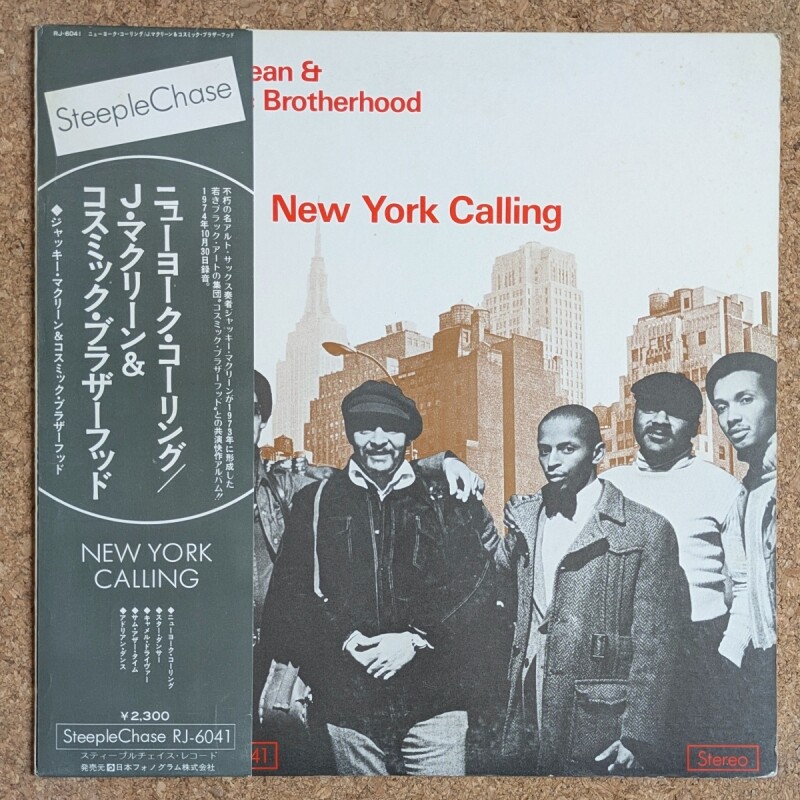 RJ-6041 ニューヨーク・コーリング/J.マクリーン&コスミック・ブラザーフッド
SteepleChase
ean &
Brotherhood
New York Calling
不朽の名アルト・サックス奏者ジャッキー・マクリーンが1973年に形成した
若きブラック・アートの集団“コスミック・ブラザーフッド”との共演快作アルバム!!
1974年10月30日録音。
ニューヨーク・コーリング/
J・マクリーン&
コスミック・ブラザーフッド
◆ジャッキー・マクリーン&コスミック・ブラザーフッド
NEW YORK
CALLING
◆ニューヨーク・コーリング
◆スター・ダンサー
◆キャメル・ドライヴァー
◆サム・アザー・タイム
◆アドリアン・ダンス
¥2,300
SteepleChase RJ-6041
スティープルチェイス・レコード
発売元 日本フォノグラム株式会社
41
Stereo